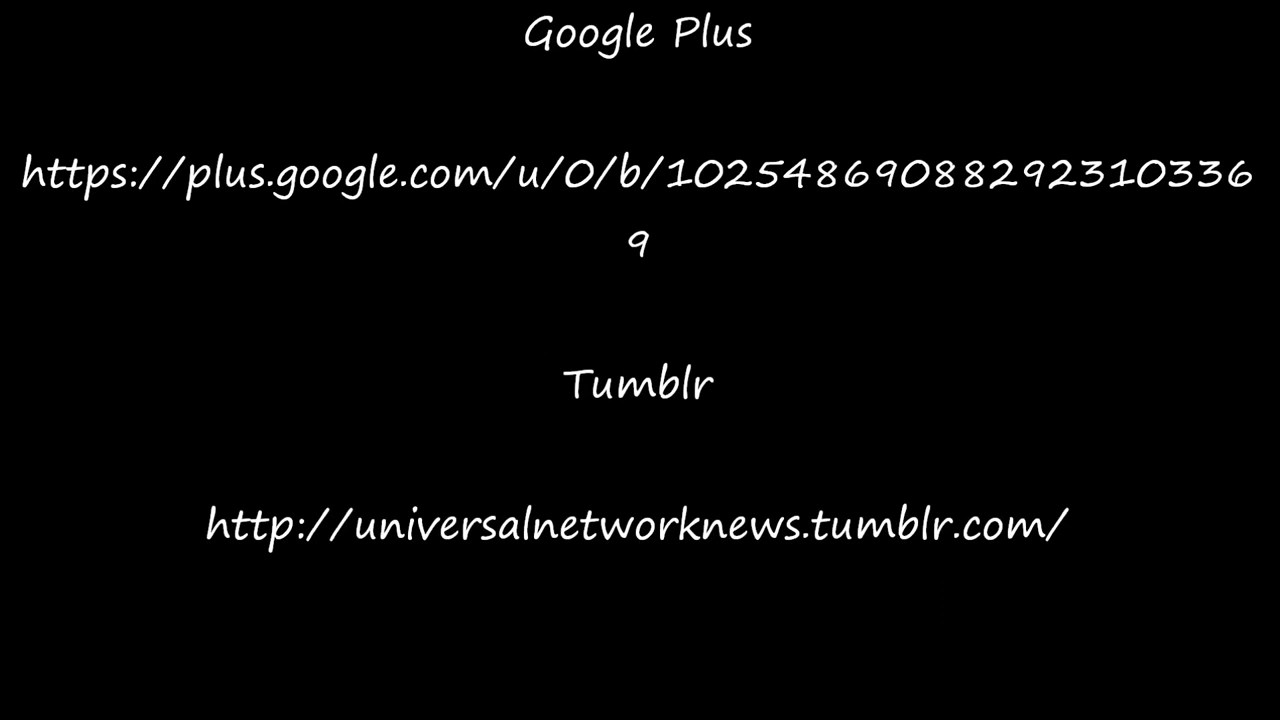 Google Plus
https://plus.google.com/u/0/b/10254869088292310336
9
Tumblr
http://universalnetworknews.tumblr.com/